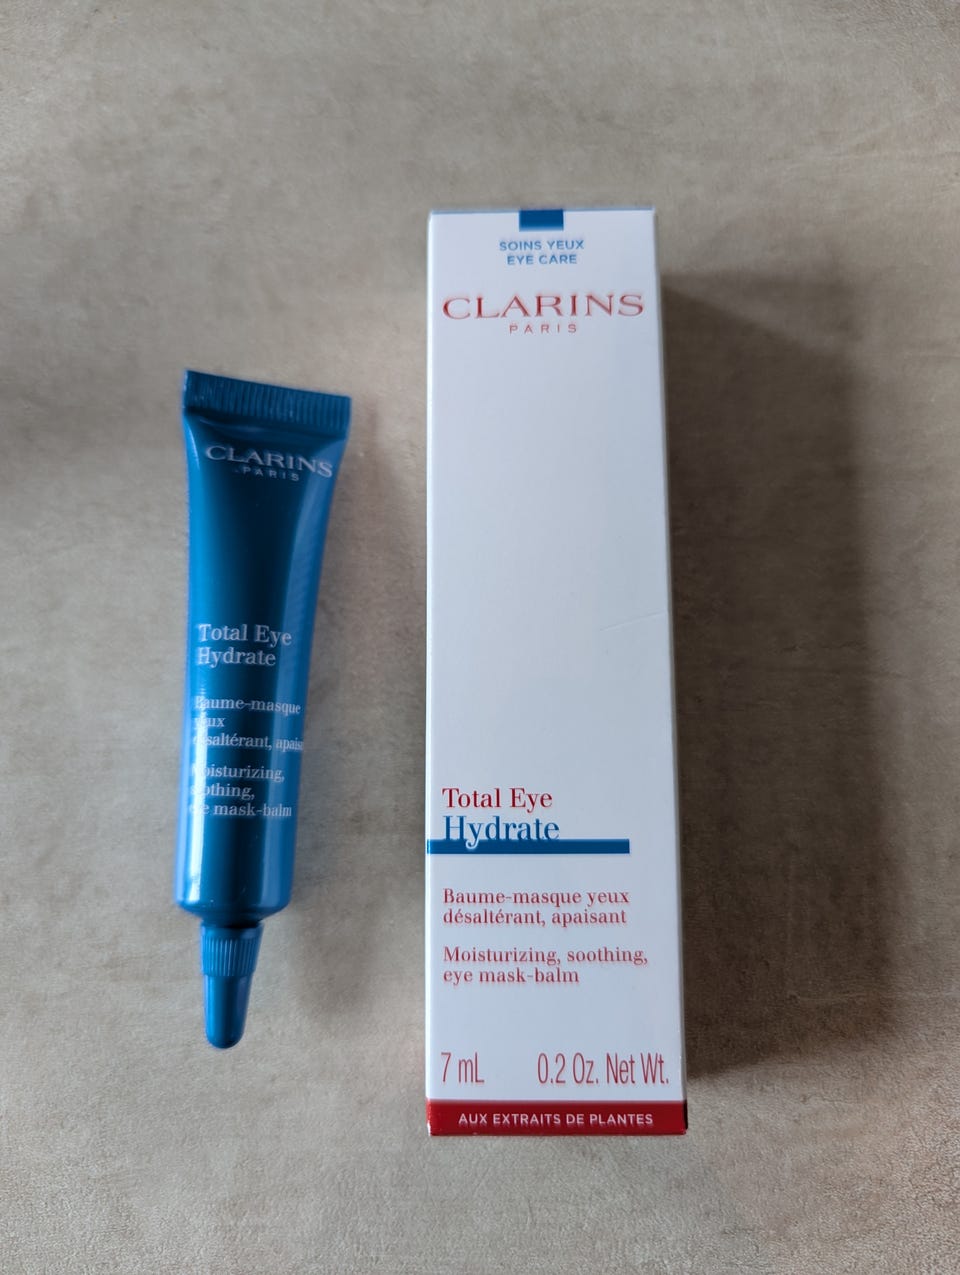 CLARINS
PARIS
Total Eye
Hydrate
Baume-masque
yeux
désaltérant,
Moisturizing,
soothing,
eye mask-balm
SOINS YEUX
EYE CARE
CLARINS
PARIS
Total Eye
Hydrate
Baume-masque yeux
désaltérant, apaisant
Moisturizing, soothing,
eye mask-balm
7 mL 0.2 Oz. Net Wt.
AUX EXTRAITS DE PLANTES